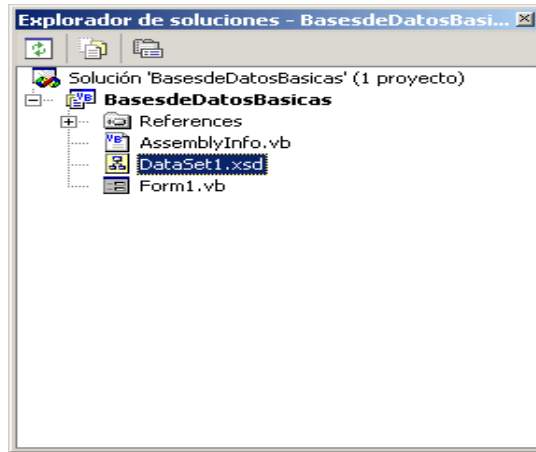 Explorador de soluciones - BasesdeDatosBasi...
Solución 'BasesdeDatosBasicas' (1 proyecto)
BasesdeDatosBasicas
References
AssemblyInfo.vb
DataSet1.xsd
Form1.vb